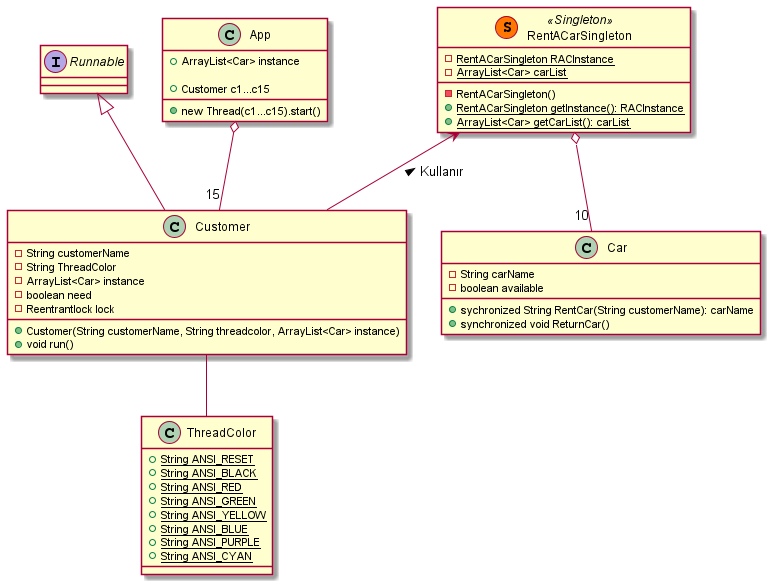 I Runnable
C App
ArrayList<Car> instance
Customer c1...c15
new Thread(c1...c15).start()
S «Singleton»
RentACarSingleton
RentACarSingleton RACInstance
ArrayList<Car> carList
RentACarSingleton()
RentACarSingleton getInstance(): RACInstance
ArrayList<Car> getCarList(): carList
Kullanır
15
10
C Customer
String customerName
String ThreadColor
ArrayList<Car> instance
boolean need
Reentrantlock lock
Customer(String customerName, String threadcolor, ArrayList<Car> instance)
void run()
C Car
String carName
boolean available
sychronized String RentCar(String customerName): carName
synchronized void ReturnCar()
C ThreadColor
String ANSI_RESET
String ANSI_BLACK
String ANSI_RED
String ANSI_GREEN
String ANSI_YELLOW
String ANSI_BLUE
String ANSI_PURPLE
String ANSI_CYAN